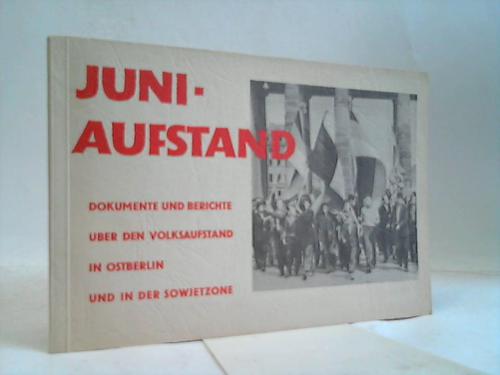 JUNI-
AUFSTAND
DOKUMENTE UND BERICHTE
ÜBER DEN VOLKSAUFSTAND
IN OSTBERLIN
UND IN DER SOWJETZONE